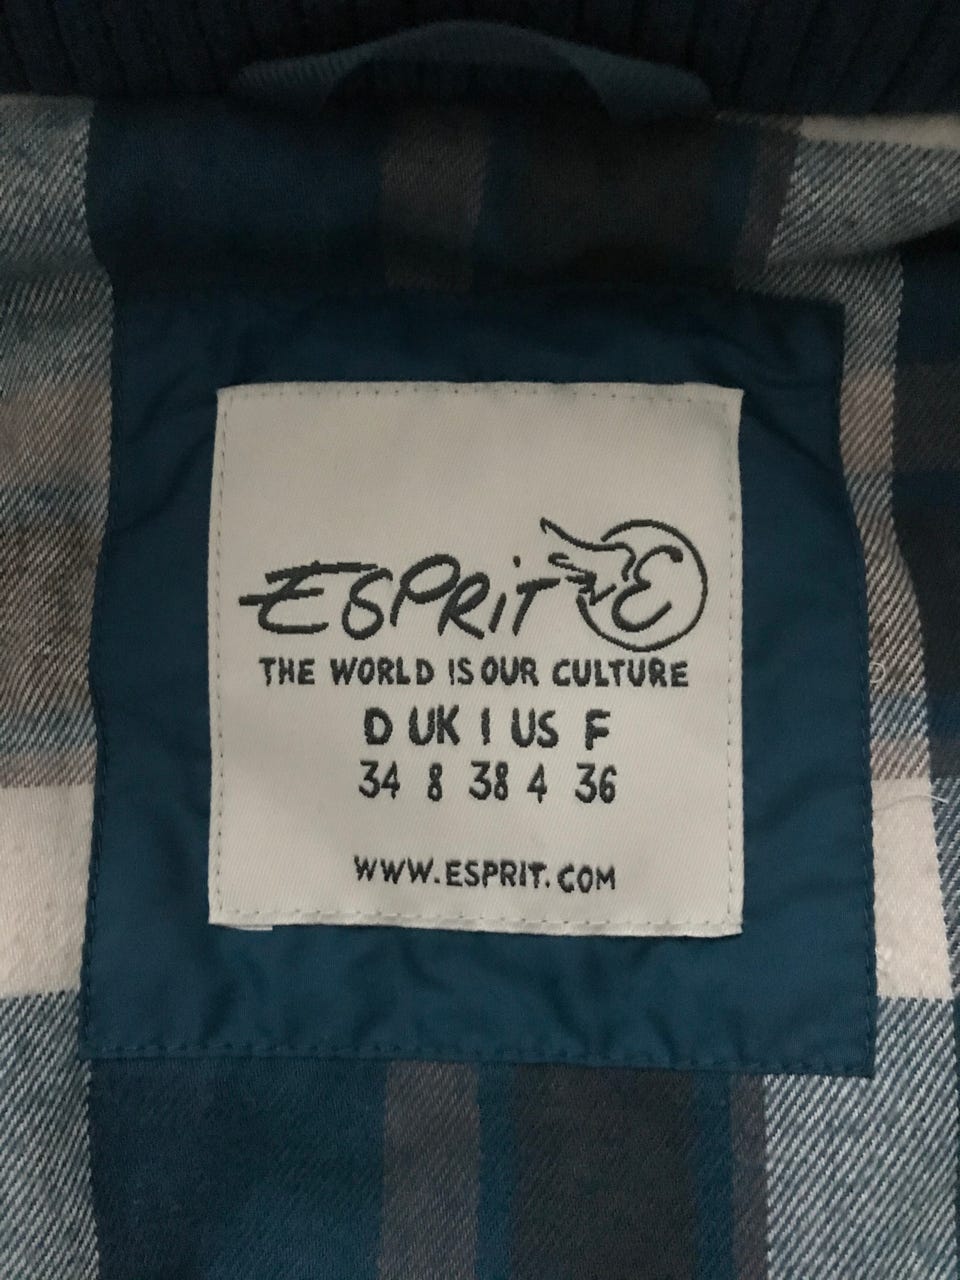 ESPRIT E
THE WORLD IS OUR CULTURE
D UK I US F
34 8 38 4 36
WWW.ESPRIT.COM